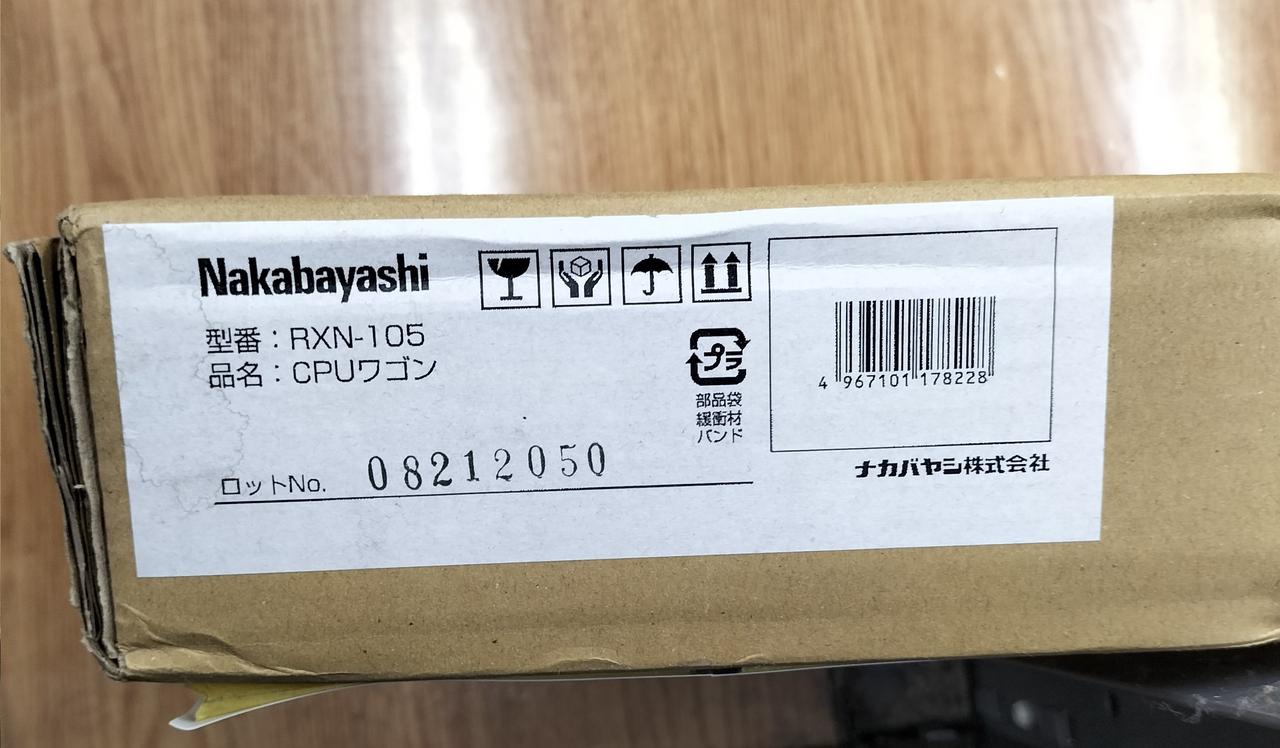 Nakabayashi
型番：RXN-105
品名：CPUワゴン
ロットNo. 08212050
プラ
部品袋
緩衝材
バンド
4 967101 178228
ナカバヤシ株式会社